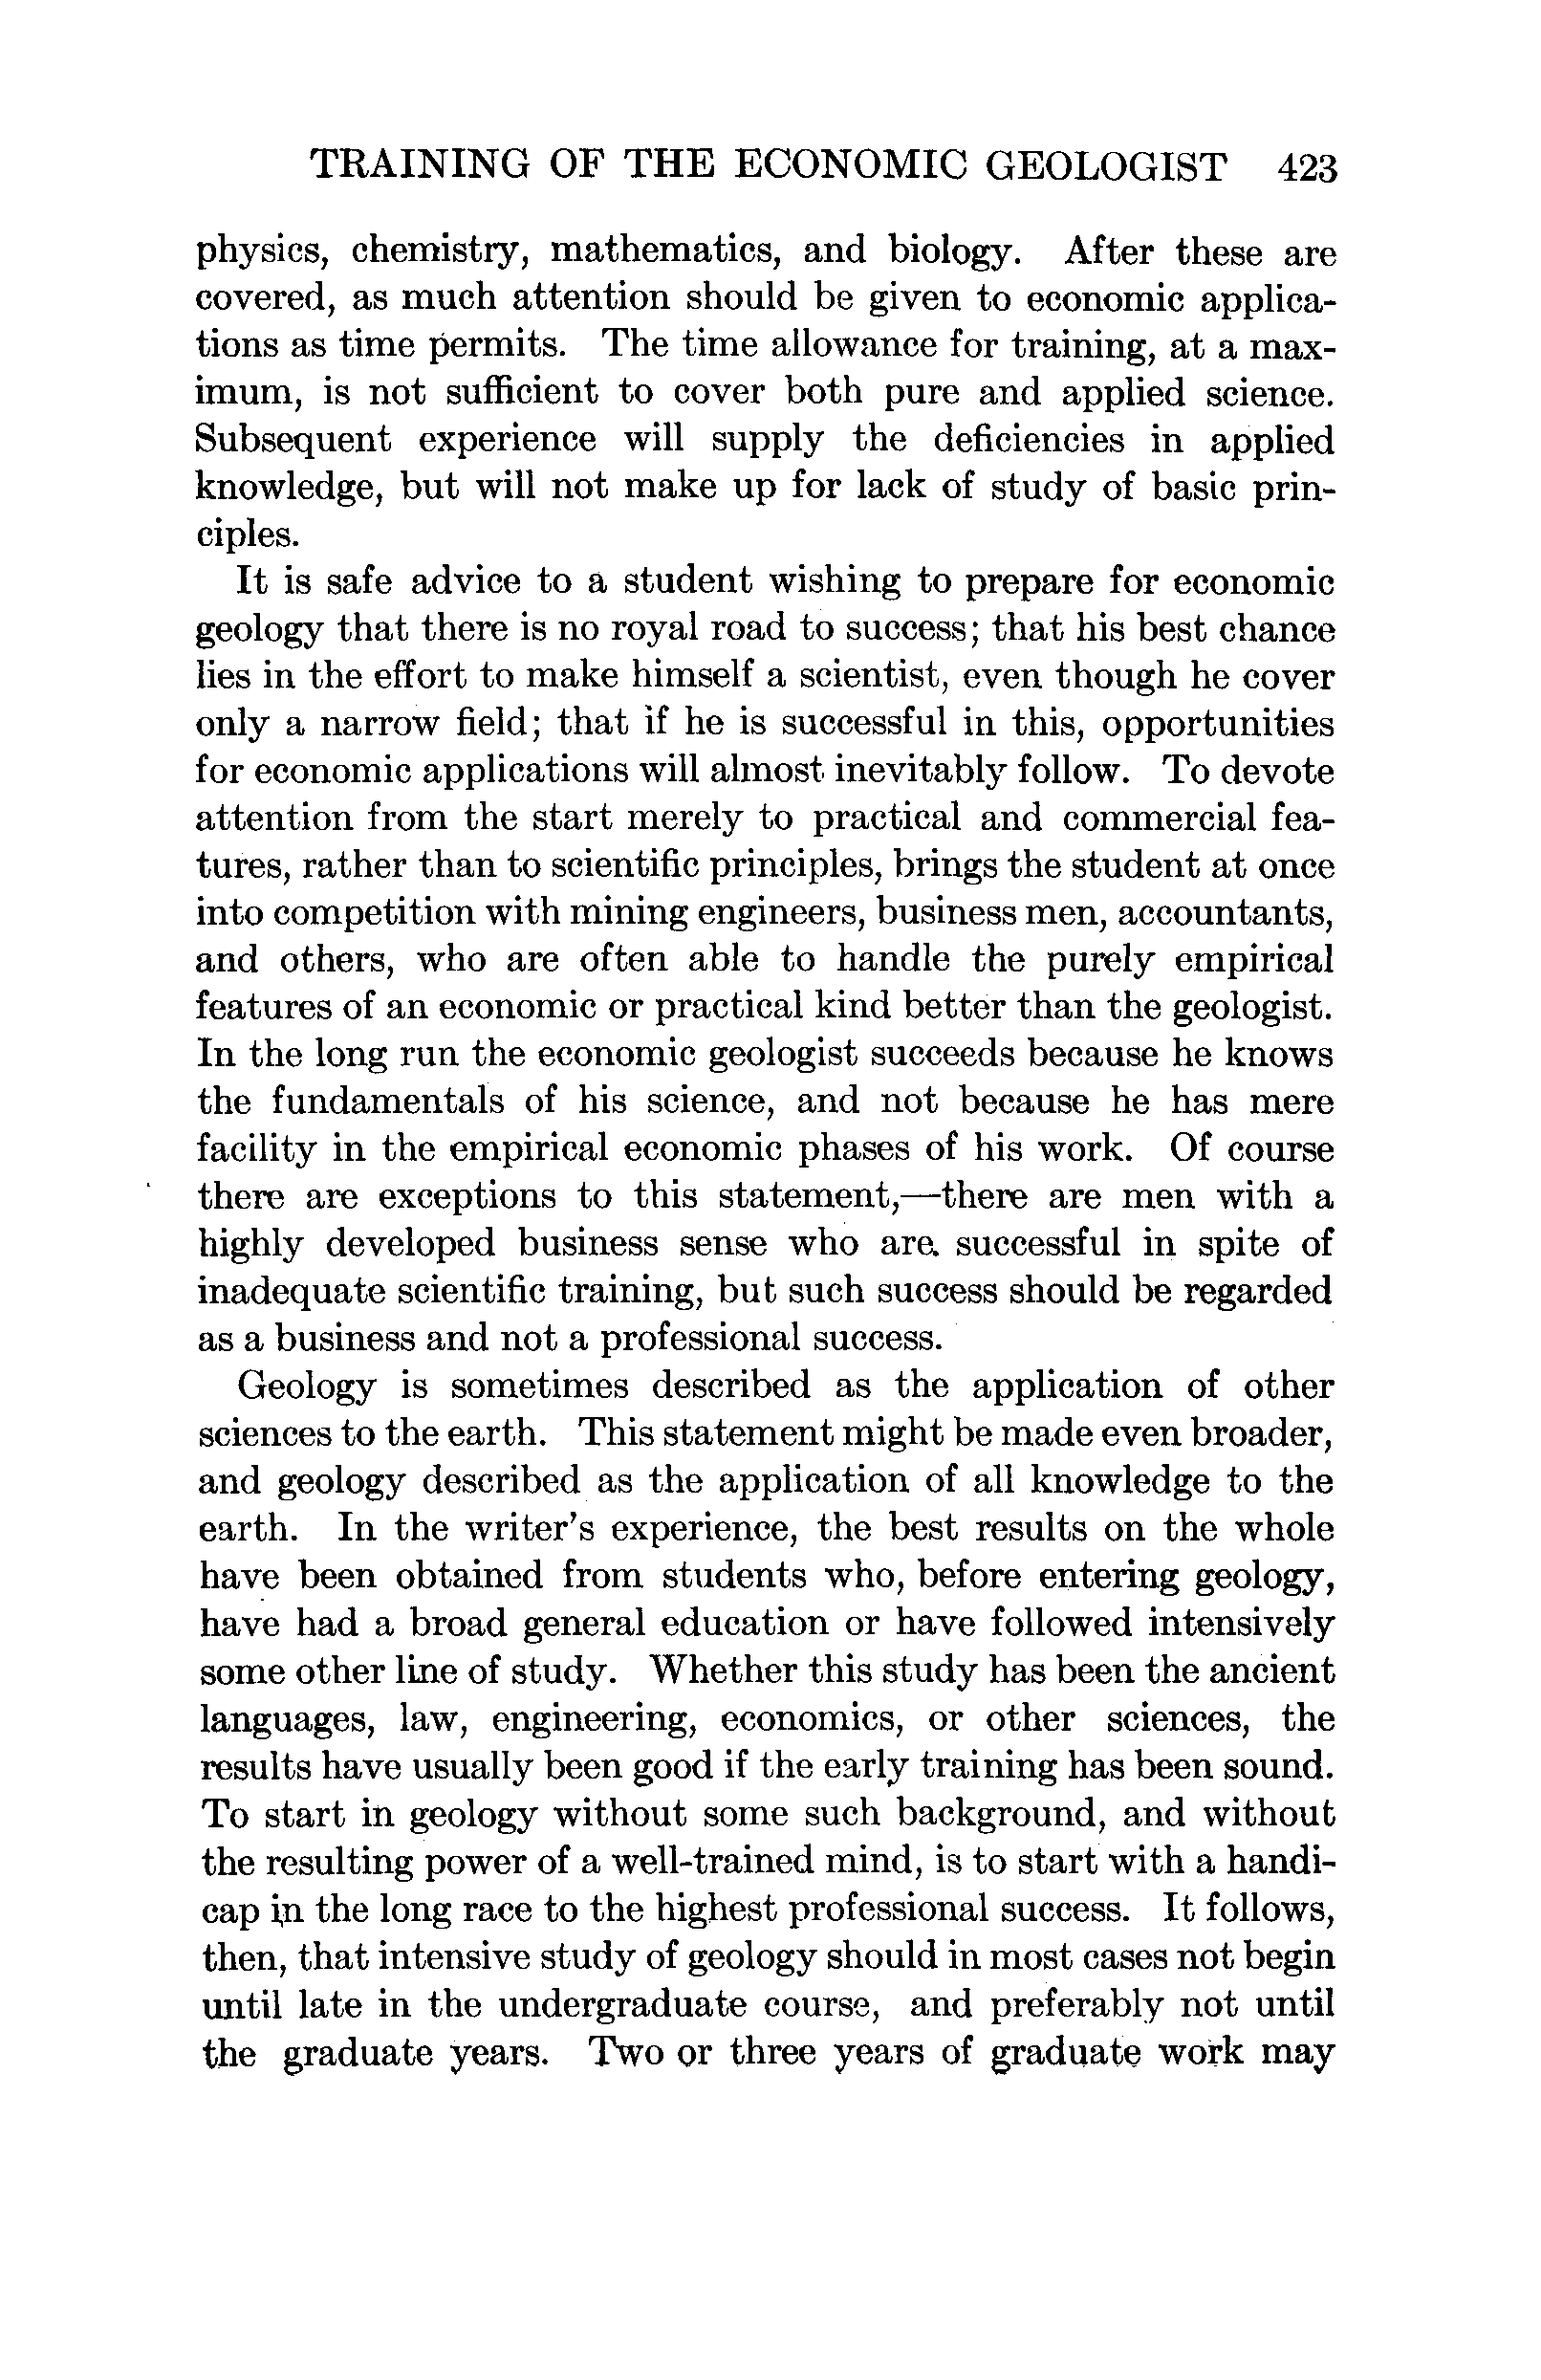 TRAINING OF THE ECONOMIC GEOLOGIST 423
physics, chemistry, mathematics, and biology. After these are
covered, as much attention should be given to economic applica-
tions as time permits. The time allowance for training, at a max-
imum, is not sufficient to cover both pure and applied science.
Subsequent experience will supply the deficiencies in applied
knowledge, but will not make up for lack of study of basic prin-
ciples.
It is safe advice to a student wishing to prepare for economic
geology that there is no royal road to success; that his best chance
lies in the effort to make himself a scientist, even though he cover
only a narrow field; that if he is successful in this, opportunities
for economic applications will almost inevitably follow. To devote
attention from the start merely to practical and commercial fea-
tures, rather than to scientific principles, brings the student at once
into competition with mining engineers, business men, accountants,
and others, who are often able to handle the purely empirical
features of an economic or practical kind better than the geologist.
In the long run the economic geologist succeeds because he knows
the fundamentals of his science, and not because he has mere
facility in the empirical economic phases of his work. Of course
there are exceptions to this statement,—there are men with a
highly developed business sense who are. successful in spite of
inadequate scientific training, but such success should be regarded
as a business and not a professional success.
Geology is sometimes described as the application of other
sciences to the earth. This statement might be made even broader,
and geology described as the application of all knowledge to the
earth. In the writer's experience, the best results on the whole
have been obtained from students who, before entering geology,
have had a broad general education or have followed intensively
some other line of study. Whether this study has been the ancient
languages, law, engineering, economics, or other sciences, the
results have usually been good if the early training has been sound.
To start in geology without some such background, and without
the resulting power of a well-trained mind, is to start with a handi-
cap in the long race to the highest professional success. It follows,
then, that intensive study of geology should in most cases not begin
until late in the undergraduate course, and preferably not until
the graduate years. Two or three years of graduate work may